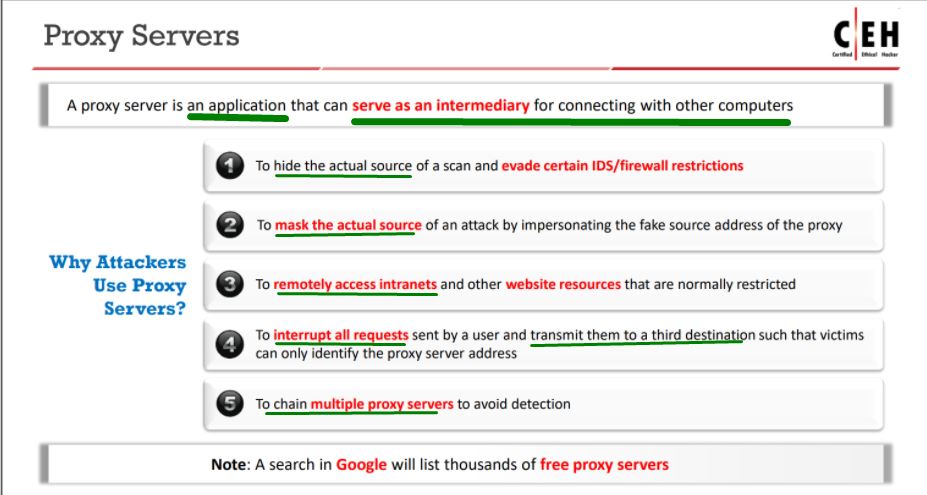 Proxy Servers
C|EH
Certified Ethical Hacker
A proxy server is an application that can serve as an intermediary for connecting with other computers
Why Attackers
Use Proxy
Servers?
1 To hide the actual source of a scan and evade certain IDS/firewall restrictions
2 To mask the actual source of an attack by impersonating the fake source address of the proxy
3 To remotely access intranets and other website resources that are normally restricted
4 To interrupt all requests sent by a user and transmit them to a third destination such that victims
can only identify the proxy server address
5 To chain multiple proxy servers to avoid detection
Note: A search in Google will list thousands of free proxy servers